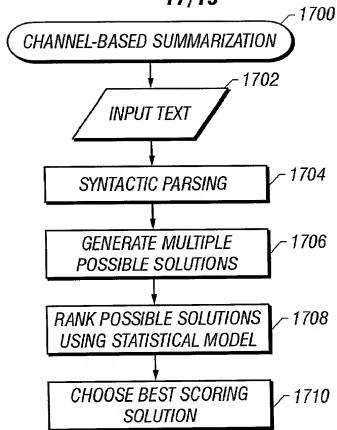 17/19
1700
CHANNEL-BASED SUMMARIZATION
1702
INPUT TEXT
SYNTACTIC PARSING
1704
GENERATE MULTIPLE
POSSIBLE SOLUTIONS
1706
RANK POSSIBLE SOLUTIONS
USING STATISTICAL MODEL
1708
CHOOSE BEST SCORING
SOLUTION
1710